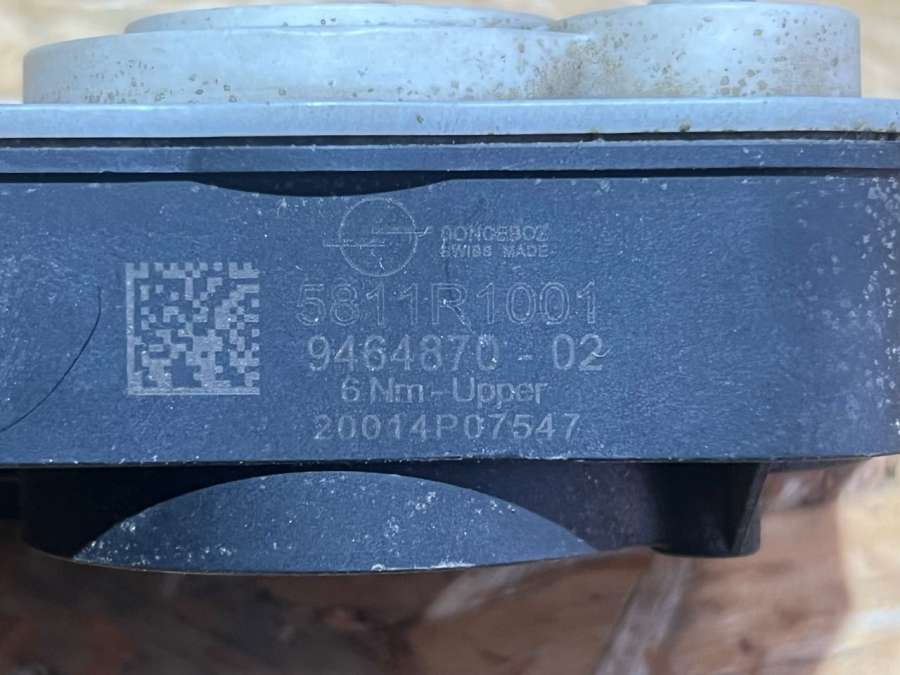 SONCEBOZ
SWISS MADE
5811R1001
9464870 - 02
6 Nm - Upper
20014P07547